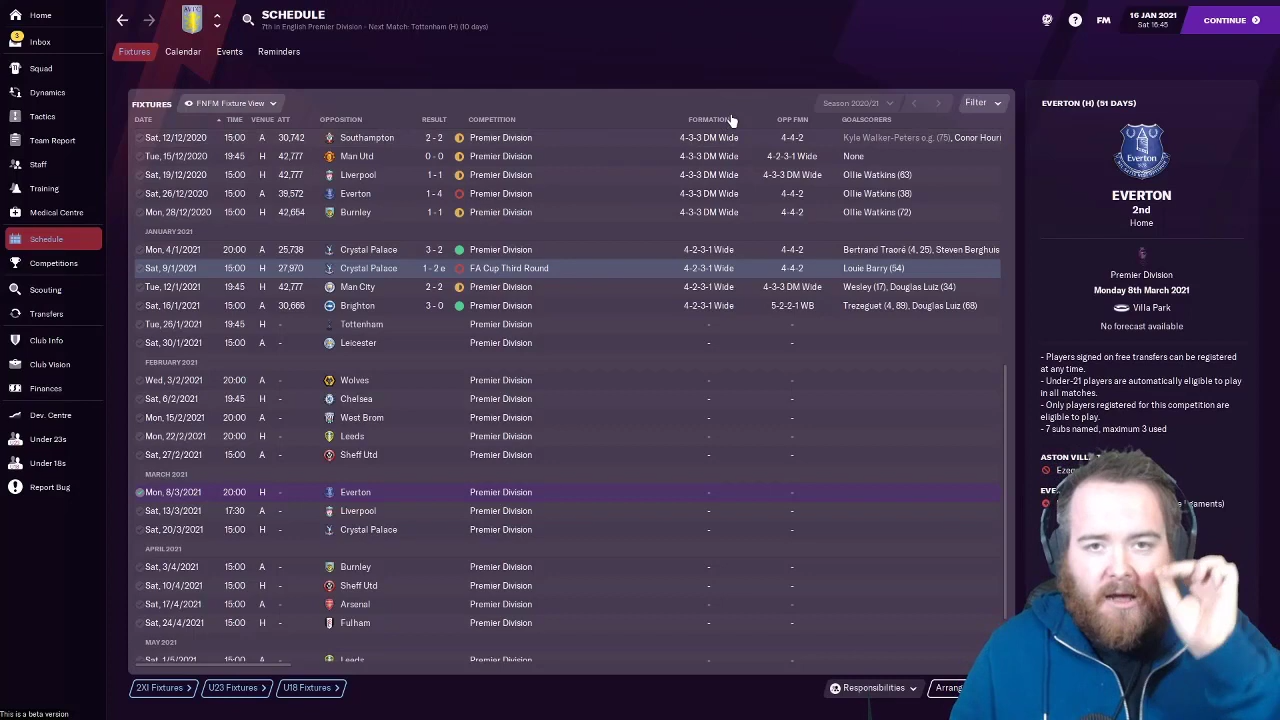 Home
SCHEDULE
7th in English Premier Division - Next Match: Tottenham (H) (10 days)
FM
16 JAN 2021
Sat 16:45
CONTINUE
3
Inbox
Squad
Dynamics
Tactics
Team Report
Staff
Training
Medical Centre
Schedule
Competitions
Scouting
Transfers
Club Info
Club Vision
Finances
Dev. Centre
Under 23s
Under 18s
Report Bug
This is a beta version
Fixtures Calendar Events Reminders
FIXTURES FNFM Fixture View Season 2020/21 Filter
DATE TIME VENUE ATT OPPOSITION RESULT COMPETITION FORMATION OPP FMN GOALSCORERS
Sat, 12/12/2020 15:00 A 30,742 Southampton 2 - 2 Premier Division 4-3-3 DM Wide 4-4-2 Kyle Walker-Peters o.g. (75), Conor Houri
Tue, 15/12/2020 19:45 H 42,777 Man Utd 0 - 0 Premier Division 4-3-3 DM Wide 4-2-3-1 Wide None
Sat, 19/12/2020 15:00 H 42,777 Liverpool 1 - 1 Premier Division 4-3-3 DM Wide 4-3-3 DM Wide Ollie Watkins (63)
Sat, 26/12/2020 15:00 A 39,572 Everton 1 - 4 Premier Division 4-3-3 DM Wide 4-4-2 Ollie Watkins (38)
Mon, 28/12/2020 15:00 H 42,654 Burnley 1 - 1 Premier Division 4-3-3 DM Wide 4-4-2 Ollie Watkins (72)
JANUARY 2021
Mon, 4/1/2021 20:00 A 25,738 Crystal Palace 3 - 2 Premier Division 4-2-3-1 Wide 4-4-2 Bertrand Traoré (4, 25), Steven Berghuis
Sat, 9/1/2021 15:00 H 27,970 Crystal Palace 1 - 2 e FA Cup Third Round 4-2-3-1 Wide 4-4-2 Louie Barry (54)
Tue, 12/1/2021 19:45 H 42,777 Man City 2 - 2 Premier Division 4-2-3-1 Wide 4-3-3 DM Wide Wesley (17), Douglas Luiz (34)
Sat, 16/1/2021 15:00 A 30,666 Brighton 3 - 0 Premier Division 4-2-3-1 Wide 5-2-2-1 WB Trezeguet (4, 89), Douglas Luiz (68)
Tue, 26/1/2021 19:45 H - Tottenham Premier Division - -
Sat, 30/1/2021 15:00 A - Leicester Premier Division - -
FEBRUARY 2021
Wed, 3/2/2021 20:00 A - Wolves Premier Division - -
Sat, 6/2/2021 19:45 H - Chelsea Premier Division - -
Mon, 15/2/2021 20:00 A - West Brom Premier Division - -
Mon, 22/2/2021 20:00 H - Leeds Premier Division - -
Sat, 27/2/2021 15:00 A - Sheff Utd Premier Division - -
MARCH 2021
Mon, 8/3/2021 20:00 H - Everton Premier Division - -
Sat, 13/3/2021 17:30 A - Liverpool Premier Division - -
Sat, 20/3/2021 15:00 H - Crystal Palace Premier Division - -
APRIL 2021
Sat, 3/4/2021 15:00 A - Burnley Premier Division - -
Sat, 10/4/2021 15:00 H - Sheff Utd Premier Division - -
Sat, 17/4/2021 15:00 A - Arsenal Premier Division - -
Sat, 24/4/2021 15:00 H - Fulham Premier Division - -
MAY 2021
Sat, 1/5/2021 15:00 A - Leeds Premier Division - -
2XI Fixtures U23 Fixtures U18 Fixtures Responsibilities Arrang
EVERTON (H) (51 DAYS)
Everton
EVERTON
2nd
Home
Premier Division
Monday 8th March 2021
Villa Park
No forecast available
- Players signed on free transfers can be registered
at any time.
- Under-21 players are automatically eligible to play
in all matches.
- Only players registered for this competition are
eligible to play.
- 7 subs named, maximum 3 used
ASTON VILL
Eze
EVE
igaments)